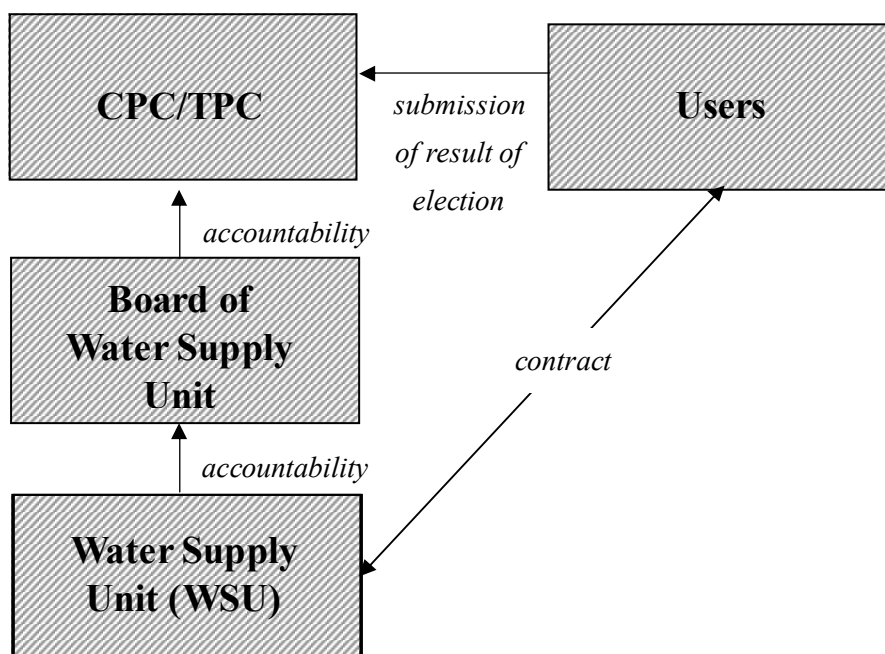 CPC/TPC
submission
of result of
election
Users
accountability
Board of
Water Supply
Unit
contract
accountability
Water Supply
Unit (WSU)